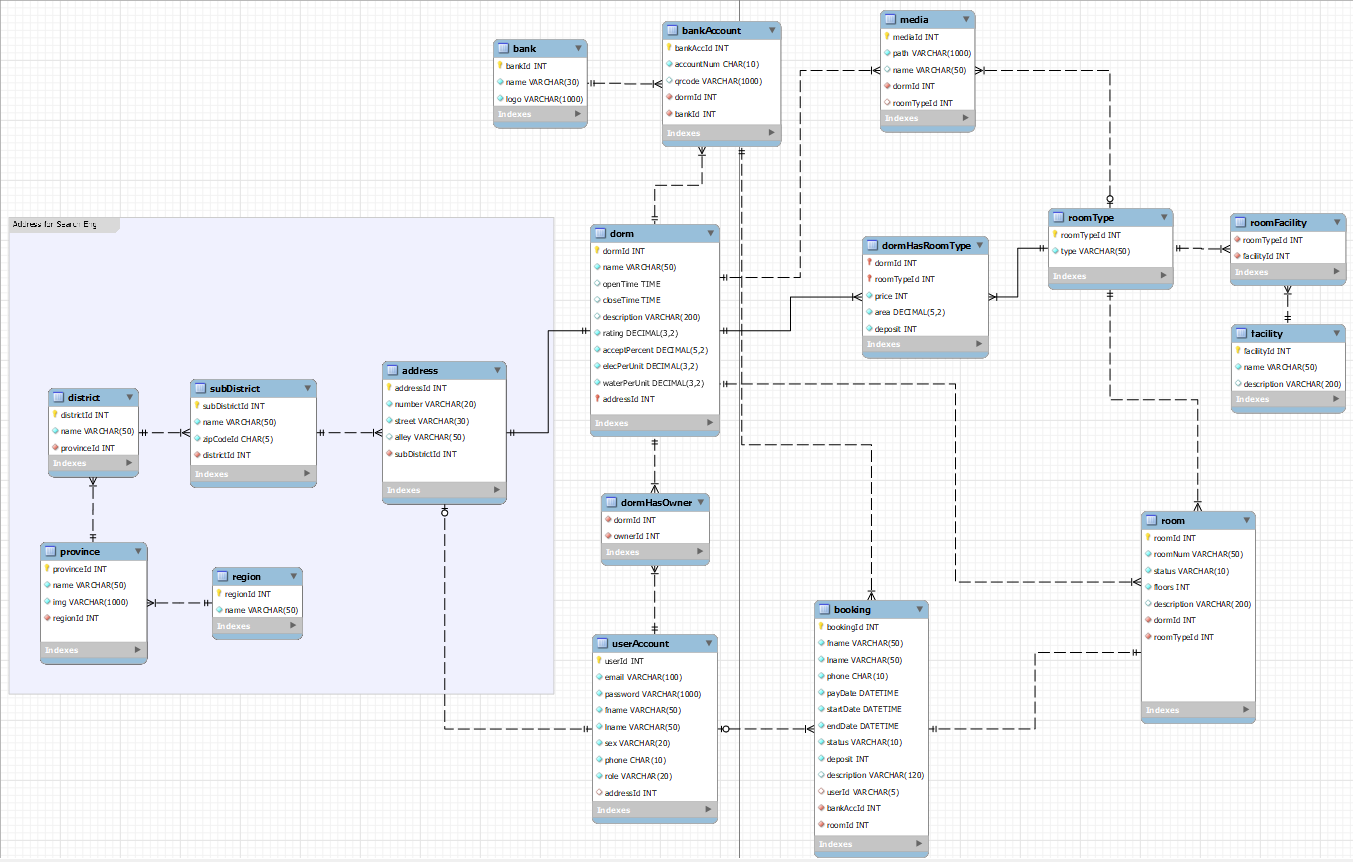 bank
bankId INT
name VARCHAR(30)
logo VARCHAR(1000)
Indexes
bankAccount
bankAccId INT
accountNum CHAR(10)
qrcode VARCHAR(1000)
dormId INT
bankId INT
Indexes
media
mediaId INT
path VARCHAR(1000)
name VARCHAR(50)
dormId INT
roomTypeId INT
Indexes
Address for Search Eng
dorm
dormId INT
name VARCHAR(50)
openTime TIME
closeTime TIME
description VARCHAR(200)
rating DECIMAL(3,2)
acceptPercent DECIMAL(5,2)
elecPerUnit DECIMAL(3,2)
waterPerUnit DECIMAL(3,2)
addressId INT
Indexes
dormHasRoomType
dormId INT
roomTypeId INT
price INT
area DECIMAL(5,2)
deposit INT
Indexes
roomType
roomTypeId INT
type VARCHAR(50)
Indexes
roomFacility
roomTypeId INT
facilityId INT
Indexes
facility
facilityId INT
name VARCHAR(50)
description VARCHAR(200)
Indexes
district
districtId INT
name VARCHAR(50)
provinceId INT
Indexes
subDistrict
subDistrictId INT
name VARCHAR(50)
zipCodeId CHAR(5)
districtId INT
Indexes
address
addressId INT
number VARCHAR(20)
street VARCHAR(30)
alley VARCHAR(50)
subDistrictId INT
Indexes
province
provinceId INT
name VARCHAR(50)
img VARCHAR(1000)
regionId INT
Indexes
region
regionId INT
name VARCHAR(50)
Indexes
dormHasOwner
dormId INT
ownerId INT
Indexes
userAccount
userId INT
email VARCHAR(100)
password VARCHAR(1000)
fname VARCHAR(50)
lname VARCHAR(50)
sex VARCHAR(20)
phone CHAR(10)
role VARCHAR(20)
addressId INT
Indexes
booking
bookingId INT
fname VARCHAR(50)
lname VARCHAR(50)
phone CHAR(10)
payDate DATETIME
startDate DATETIME
endDate DATETIME
status VARCHAR(10)
deposit INT
description VARCHAR(120)
userId VARCHAR(5)
bankAccId INT
roomId INT
Indexes
room
roomId INT
roomNum VARCHAR(50)
status VARCHAR(10)
floors INT
description VARCHAR(200)
dormId INT
roomTypeId INT
Indexes